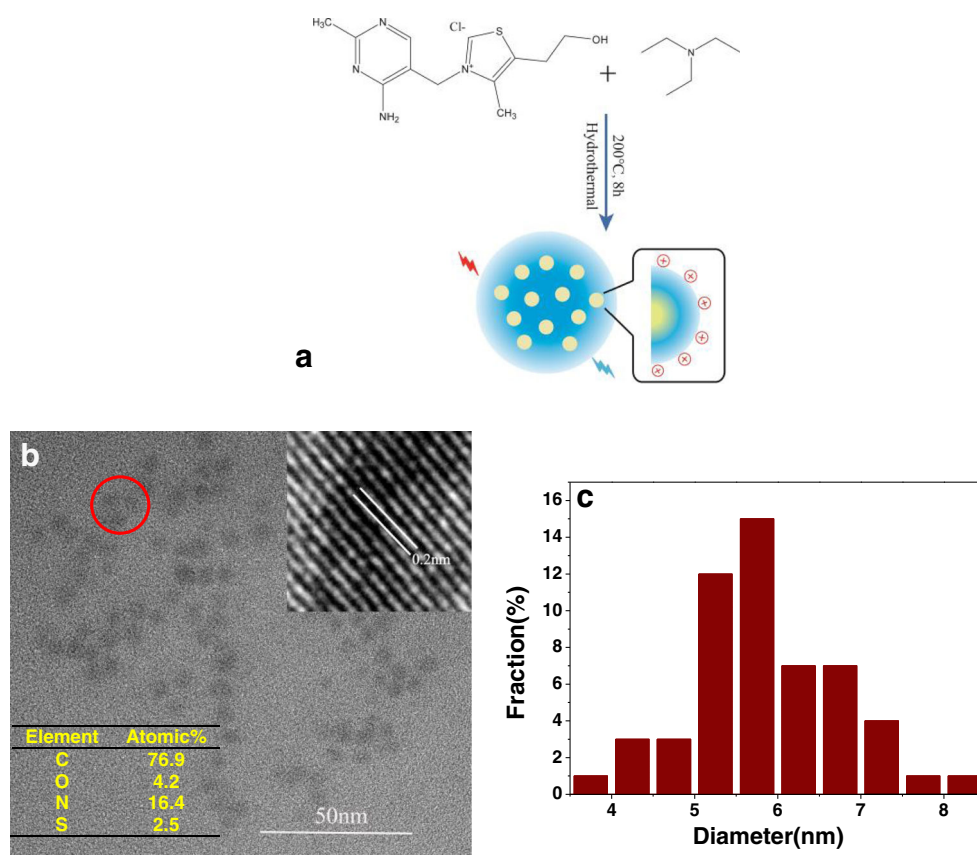 Cl-
H₃C
N
S
OH
N
N⁺
+
N
NH₂
CH₃
200℃, 8h
Hydrothermal
+
+
+
+
+
+
a
b
0.2nm
Element Atomic%
C 76.9
O 4.2
N 16.4
S 2.5
50nm
c
16
14
12
10
8
6
4
2
0
Fraction(%)
4 5 6 7 8
Diameter(nm)